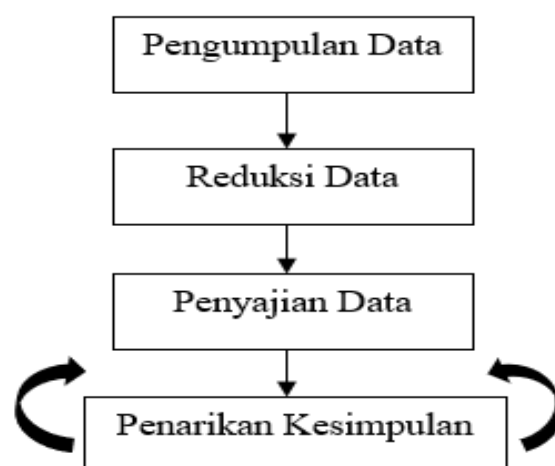 Pengumpulan Data
Reduksi Data
Penyajian Data
Penarikan Kesimpulan